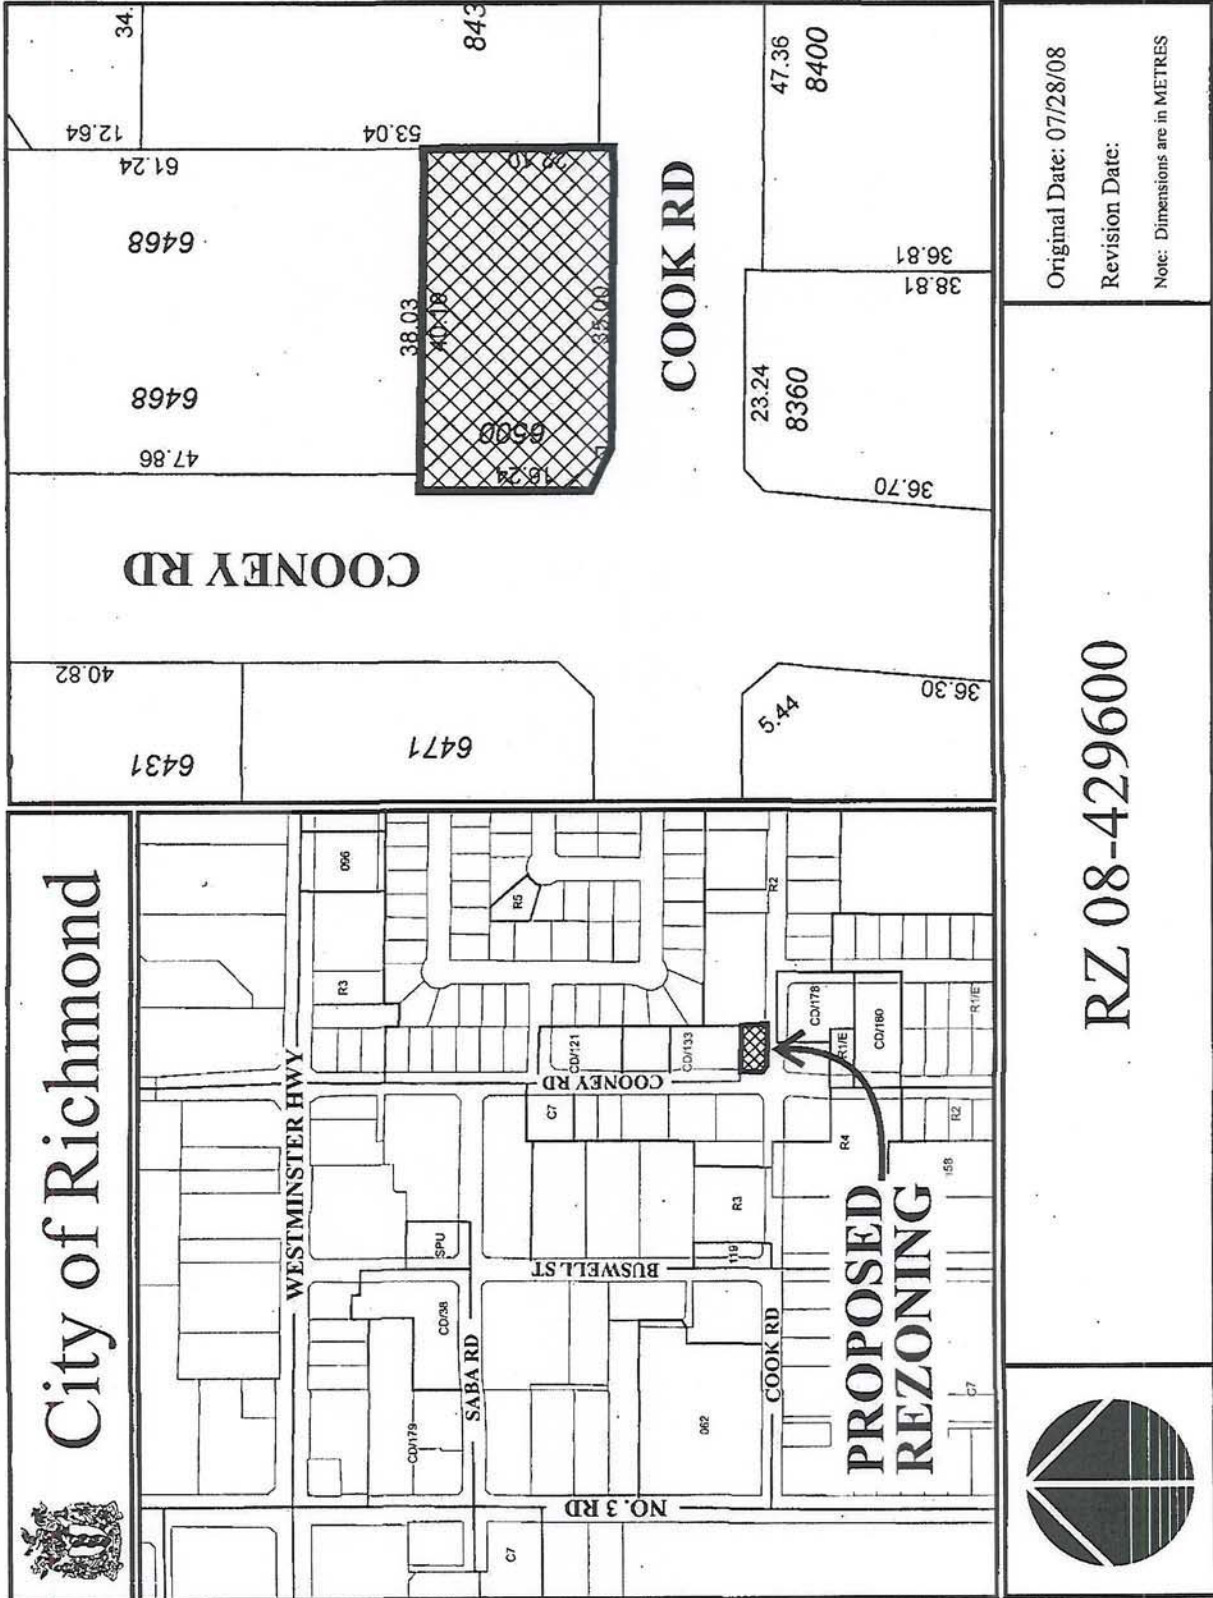 City of Richmond
WESTMINSTER HWY
096
R3
R5
SPU
CD/38
SABA RD
CD/179
C7
NO. 3 RD
BUSWELL ST
C7
COONEY RD
CD/121
CD/133
R3
119
062
COOK RD
R2
CD/178
R1/E
CD/160
R1/E
R4
R2
158
C7
PROPOSED
REZONING
34.
12.64
843
53.04
61.24
6468
6468
47.86
38.03
40.18
35.00
6500
16.24
COOK RD
47.36
8400
36.81
38.81
23.24
8360
36.70
COONEY RD
40.82
6431
6471
5.44
36.30
RZ 08-429600
Original Date: 07/28/08
Revision Date:
Note: Dimensions are in METRES